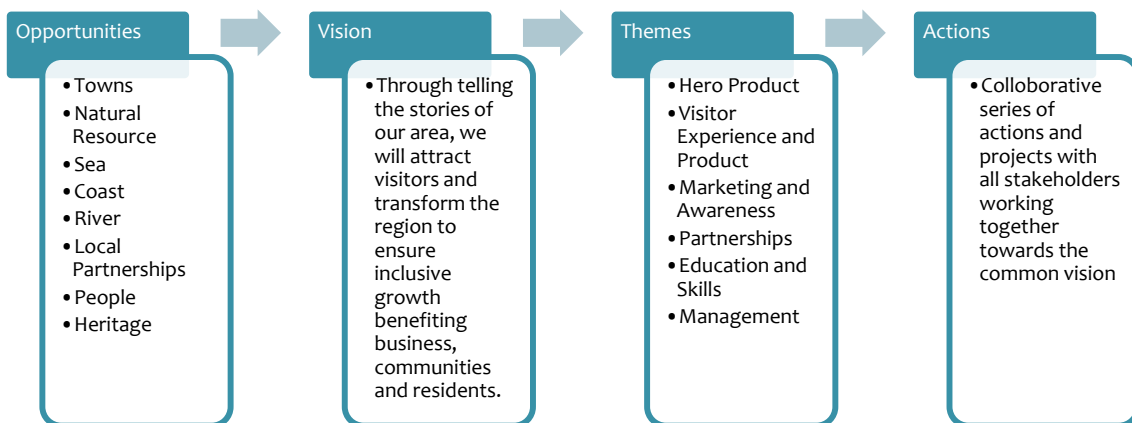 Opportunities
• Towns
• Natural
Resource
• Sea
• Coast
• River
• Local
Partnerships
• People
• Heritage
Vision
• Through telling
the stories of
our area, we
will attract
visitors and
transform the
region to
ensure
inclusive
growth
benefiting
business,
communities
and residents.
Themes
• Hero Product
• Visitor
Experience and
Product
• Marketing and
Awareness
• Partnerships
• Education and
Skills
• Management
Actions
• Colloborative
series of
actions and
projects with
all stakeholders
working
together
towards the
common vision